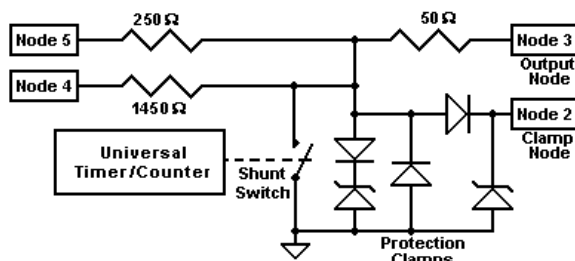 250 Ω
50 Ω
Node 5
Node 3
Output
Node
Node 4
1450 Ω
Node 2
Clamp
Node
Universal
Timer/Counter
Shunt
Switch
Protection
Clamps